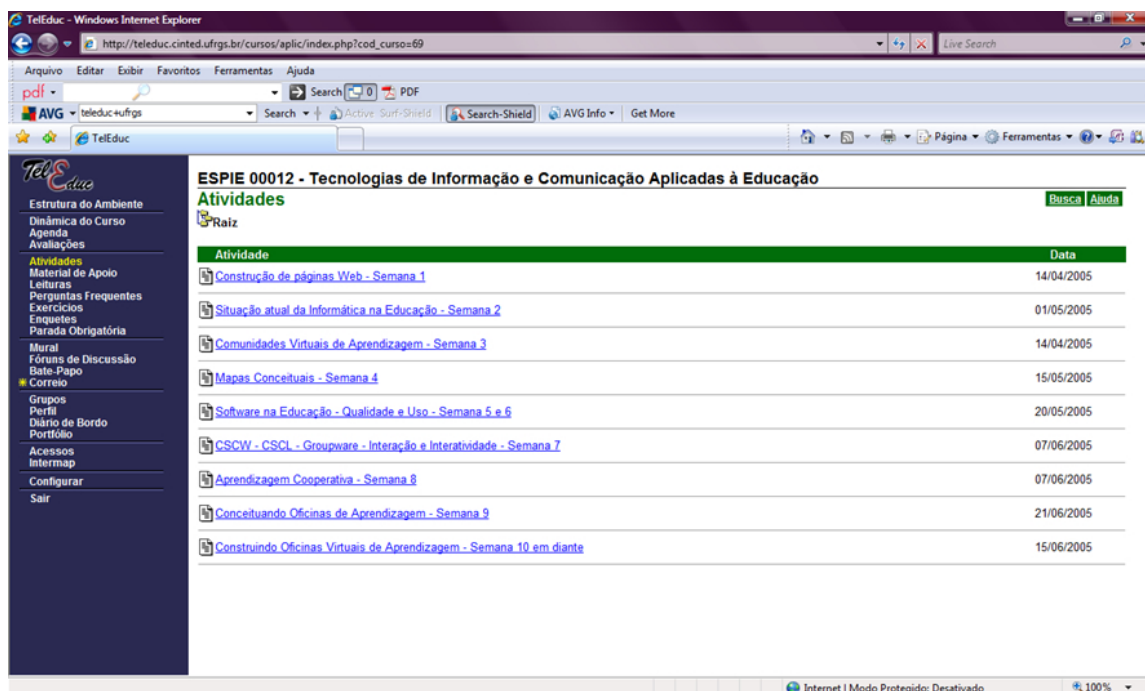 TelEduc - Windows Internet Explorer
http://teleduc.cinted.ufrgs.br/cursos/aplic/index.php?cod_curso=69
Live Search
Arquivo Editar Exibir Favoritos Ferramentas Ajuda
pdf Search 0 PDF
AVG teleduc+ufrgs Search Active Surf-Shield Search-Shield AVG Info Get More
TelEduc
Página Ferramentas
TelEduc
Estrutura do Ambiente
Dinâmica do Curso
Agenda
Avaliações
Atividades
Material de Apoio
Leituras
Perguntas Frequentes
Exercícios
Enquetes
Parada Obrigatória
Mural
Fóruns de Discussão
Bate-Papo
Correio
Grupos
Perfil
Diário de Bordo
Portfólio
Acessos
Intermap
Configurar
Sair
ESPIE 00012 - Tecnologias de Informação e Comunicação Aplicadas à Educação
Atividades
Busca Ajuda
Raiz
Atividade Data
Construção de páginas Web - Semana 1 14/04/2005
Situação atual da Informática na Educação - Semana 2 01/05/2005
Comunidades Virtuais de Aprendizagem - Semana 3 14/04/2005
Mapas Conceituais - Semana 4 15/05/2005
Software na Educação - Qualidade e Uso - Semana 5 e 6 20/05/2005
CSCW - CSCL - Groupware - Interação e Interatividade - Semana 7 07/06/2005
Aprendizagem Cooperativa - Semana 8 07/06/2005
Conceituando Oficinas de Aprendizagem - Semana 9 21/06/2005
Construindo Oficinas Virtuais de Aprendizagem - Semana 10 em diante 15/06/2005
Internet | Modo Protegido: Desativado 100%